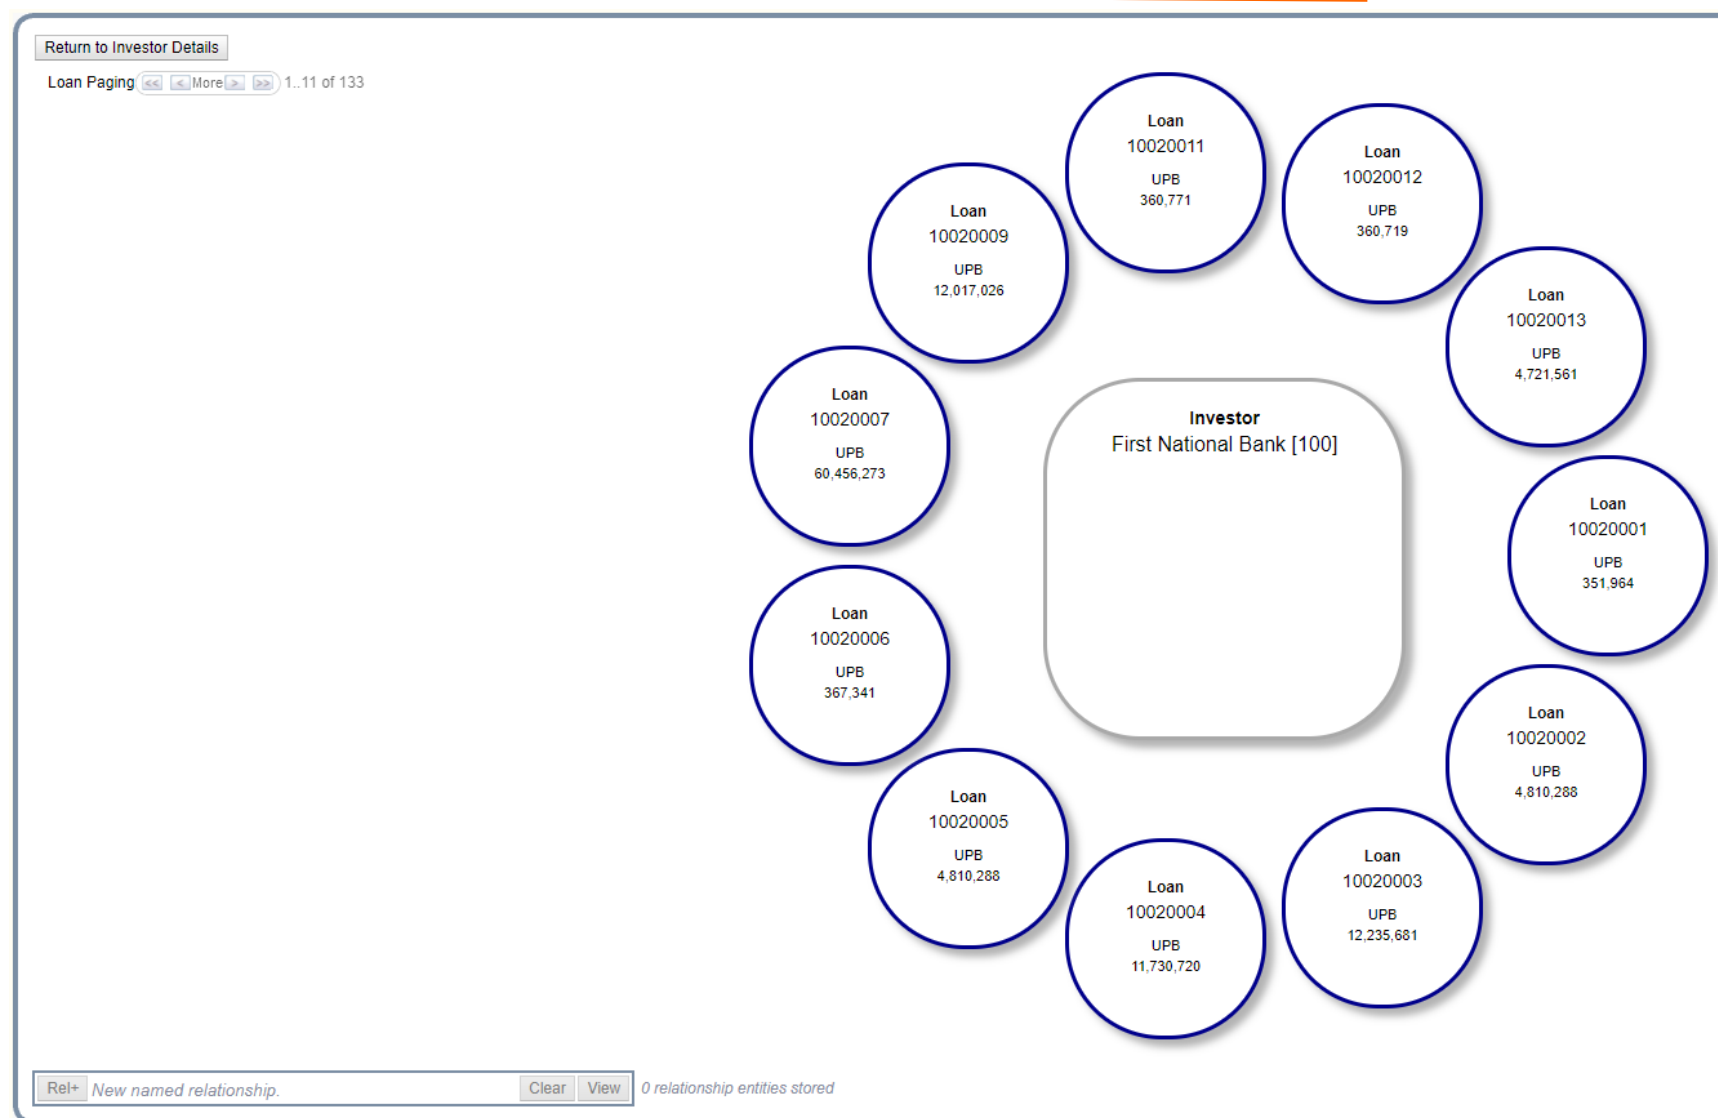 Return to Investor Details
Loan Paging << < More > >> 1..11 of 133
Loan
10020011
UPB
360,771
Loan
10020012
UPB
360,719
Loan
10020009
UPB
12,017,026
Loan
10020013
UPB
4,721,561
Loan
10020007
UPB
60,456,273
Investor
First National Bank [100]
Loan
10020001
UPB
351,964
Loan
10020006
UPB
367,341
Loan
10020002
UPB
4,810,288
Loan
10020005
UPB
4,810,288
Loan
10020003
UPB
12,235,681
Loan
10020004
UPB
11,730,720
Rel+ New named relationship. Clear View 0 relationship entities stored